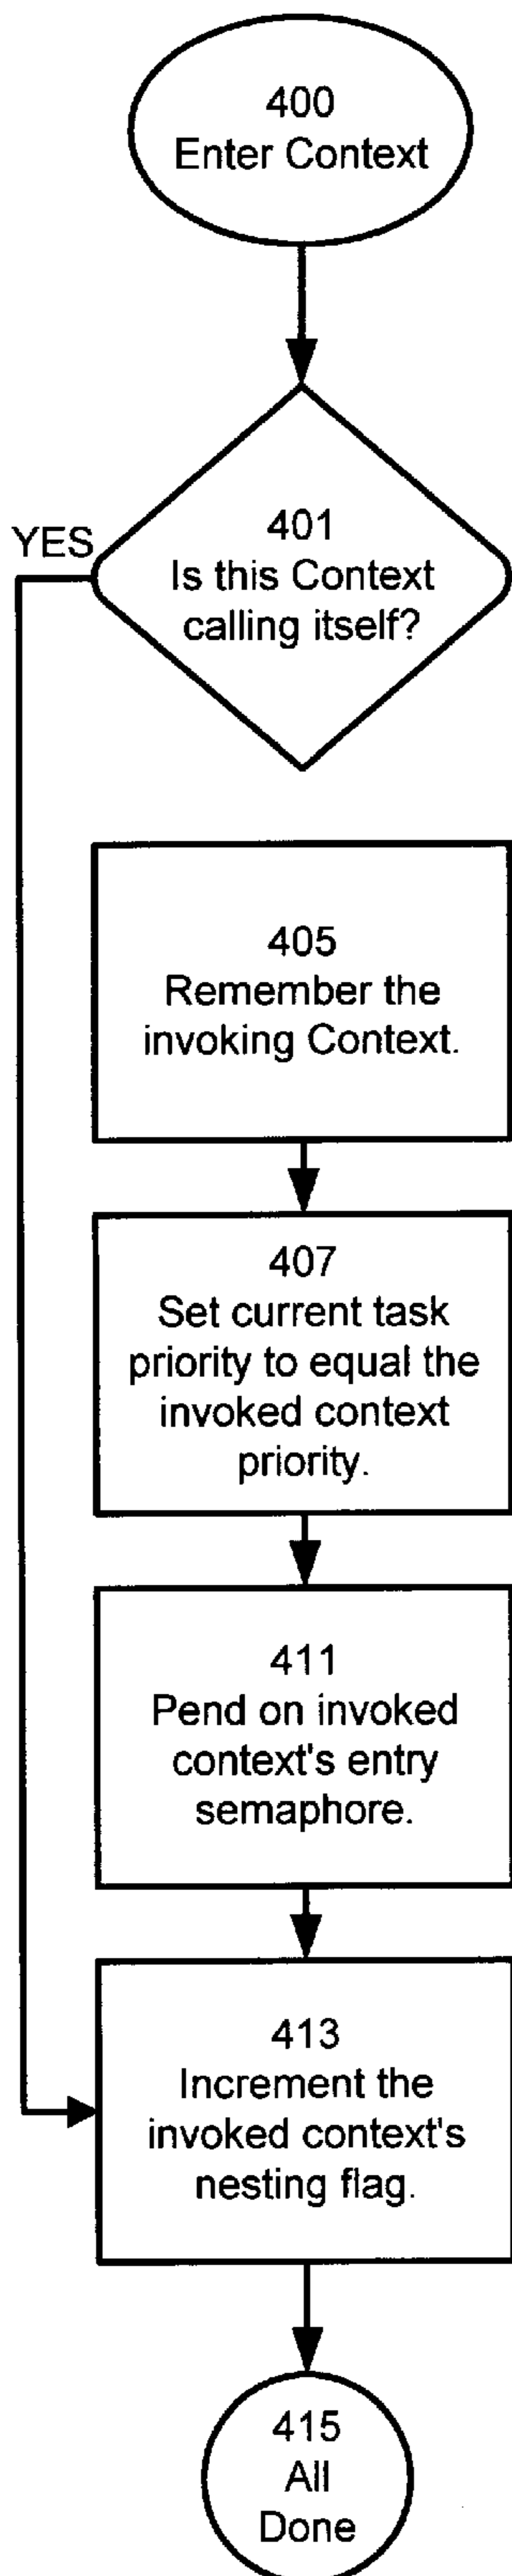 400
Enter Context
YES
401
Is this Context
calling itself?
405
Remember the
invoking Context.
407
Set current task
priority to equal the
invoked context
priority.
411
Pend on invoked
context's entry
semaphore.
413
Increment the
invoked context's
nesting flag.
415
All
Done